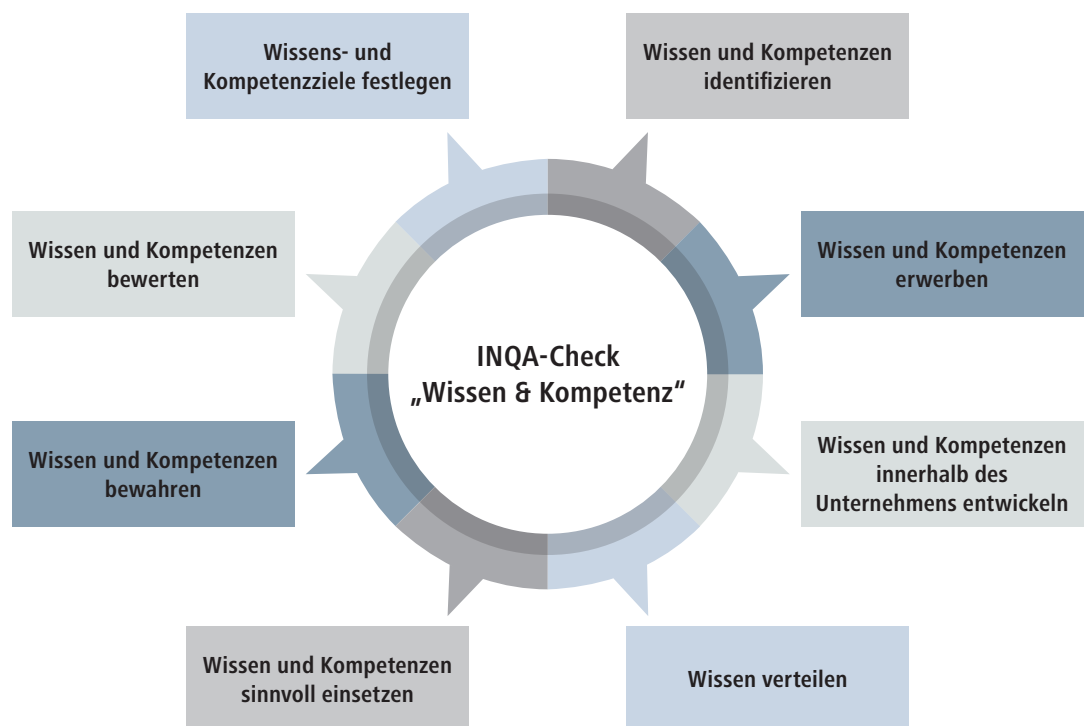 Wissens- und
Kompetenzziele festlegen
Wissen und Kompetenzen
identifizieren
Wissen und Kompetenzen
erwerben
Wissen und Kompetenzen
innerhalb des
Unternehmens entwickeln
Wissen verteilen
Wissen und Kompetenzen
sinnvoll einsetzen
Wissen und Kompetenzen
bewahren
Wissen und Kompetenzen
bewerten
INQA-Check
„Wissen & Kompetenz“